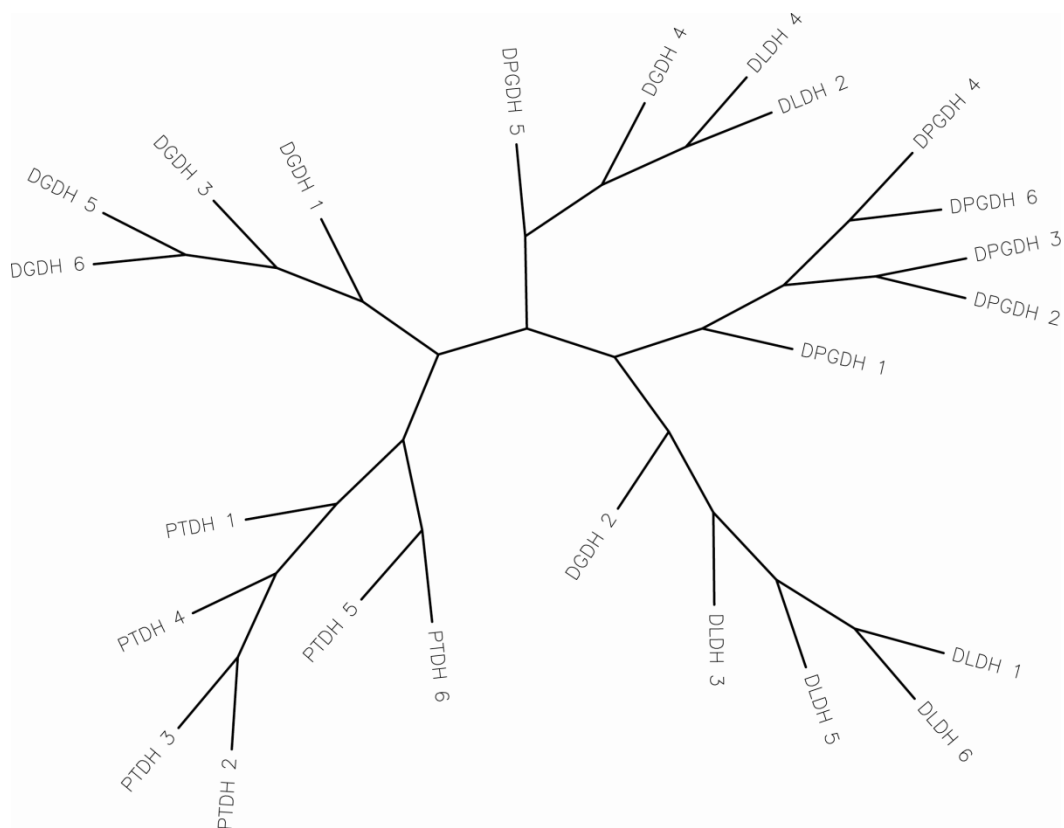 DPGDH 5
DGDH 4
DLDH 4
DLDH 2
DPGDH 4
DPGDH 6
DPGDH 3
DPGDH 2
DPGDH 1
DGDH 1
DGDH 3
DGDH 5
DGDH 6
PTDH 1
PTDH 4
PTDH 3
PTDH 2
PTDH 5
PTDH 6
DGDH 2
DLDH 3
DLDH 5
DLDH 6
DLDH 1